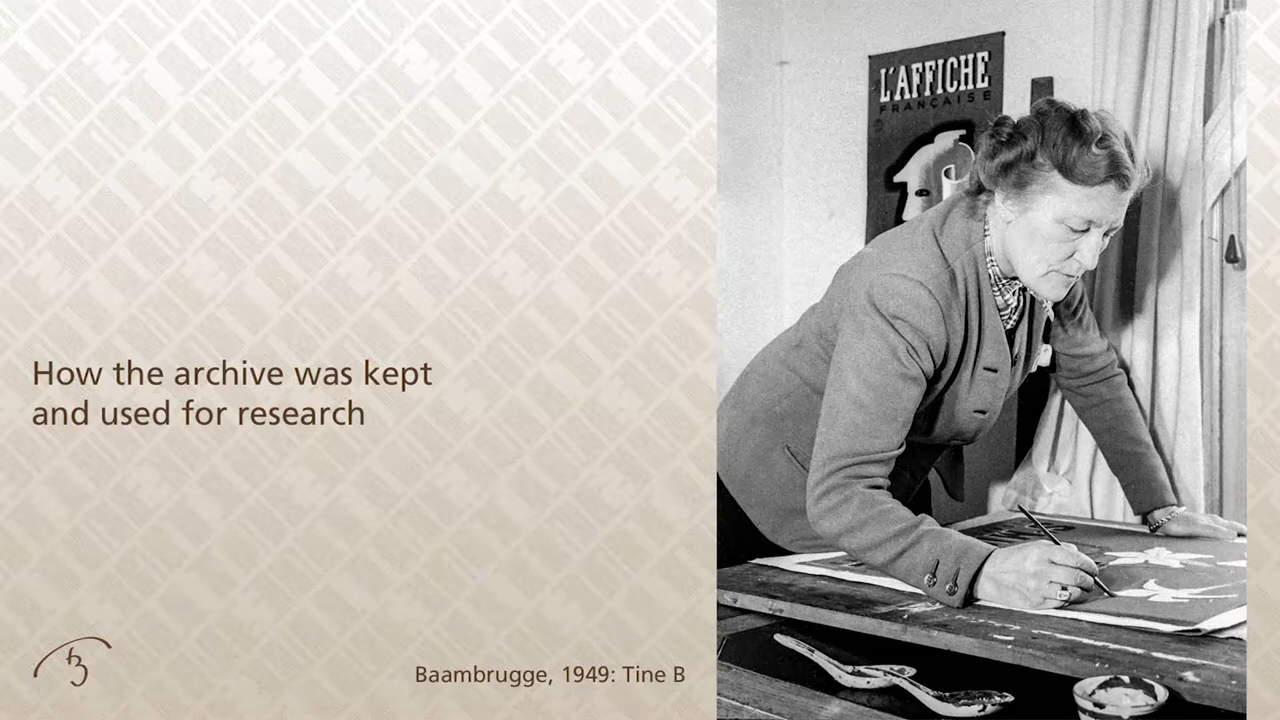 How the archive was kept
and used for research
Baambrugge, 1949: Tine B
L'AFFICHE
FRANÇAISE